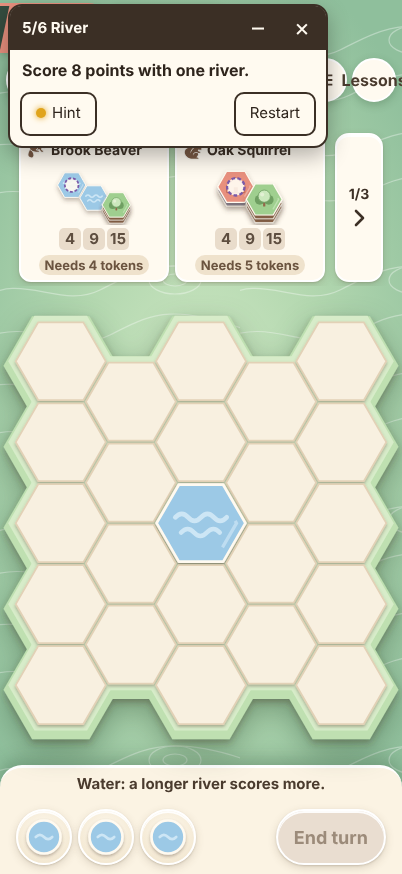 5/6 River
Score 8 points with one river.
Hint
Restart
Lessons
Brook Beaver
Oak Squirrel
4 9 15
4 9 15
Needs 4 tokens
Needs 5 tokens
1/3
Water: a longer river scores more.
End turn